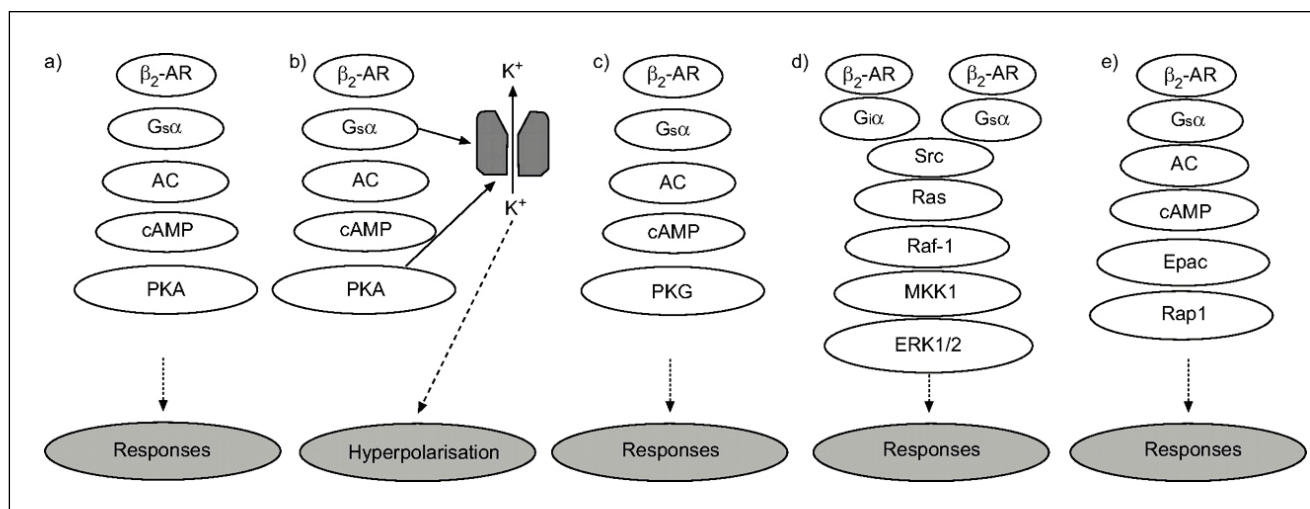 a)
β2-AR
Gsα
AC
cAMP
PKA
Responses
b)
β2-AR
Gsα
AC
cAMP
PKA
K+
K+
Hyperpolarisation
c)
β2-AR
Gsα
AC
cAMP
PKG
Responses
d)
β2-AR
β2-AR
Giα
Gsα
Src
Ras
Raf-1
MKK1
ERK1/2
Responses
e)
β2-AR
Gsα
AC
cAMP
Epac
Rap1
Responses